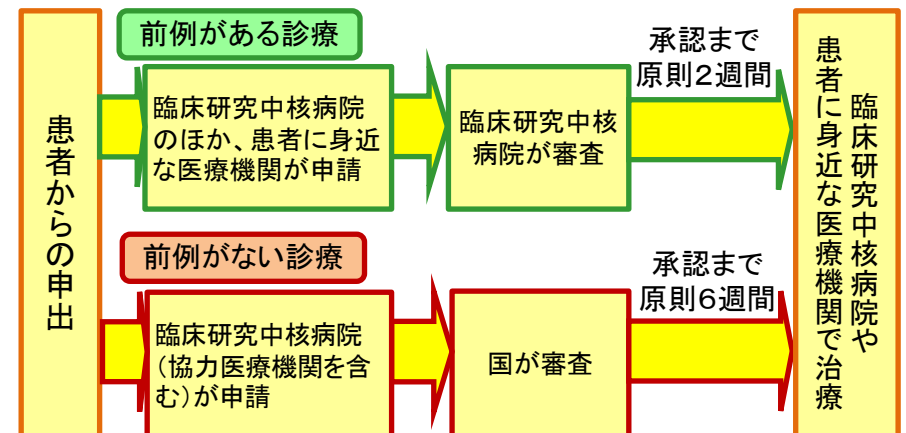 患者からの申出
前例がある診療
臨床研究中核病院
のほか、患者に身近
な医療機関が申請
臨床研究中核
病院が審査
承認まで
原則2週間
前例がない診療
臨床研究中核病院
(協力医療機関を含
む)が申請
国が審査
承認まで
原則6週間
臨床研究中核病院や
患者に身近な医療機関で治療